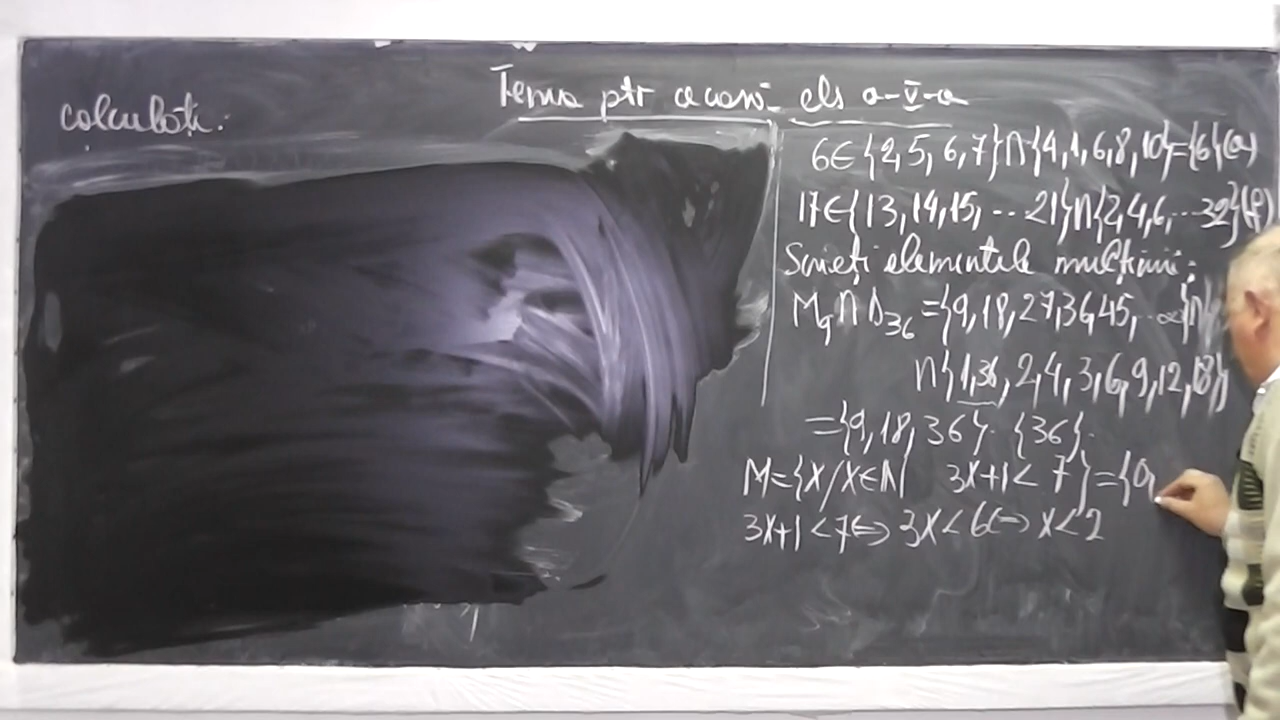 Tema ptr acasă cls a-V-a
calculați:
6∈{2,5,6,7}∩{4,1,6,8,10}={6}(a)
17∈{13,14,15,...21}∩{2,4,6,...32}(f)
Scrieți elementele mulțimii:
M₉∩D₃₆={9,18,27,36,45,...
∩{1,36,2,4,3,6,9,12,18}
={9,18,36}. {36}.
M={x/x∈N 3x+1<7}={0,
3x+1<7⇔3x<6⇔x<2